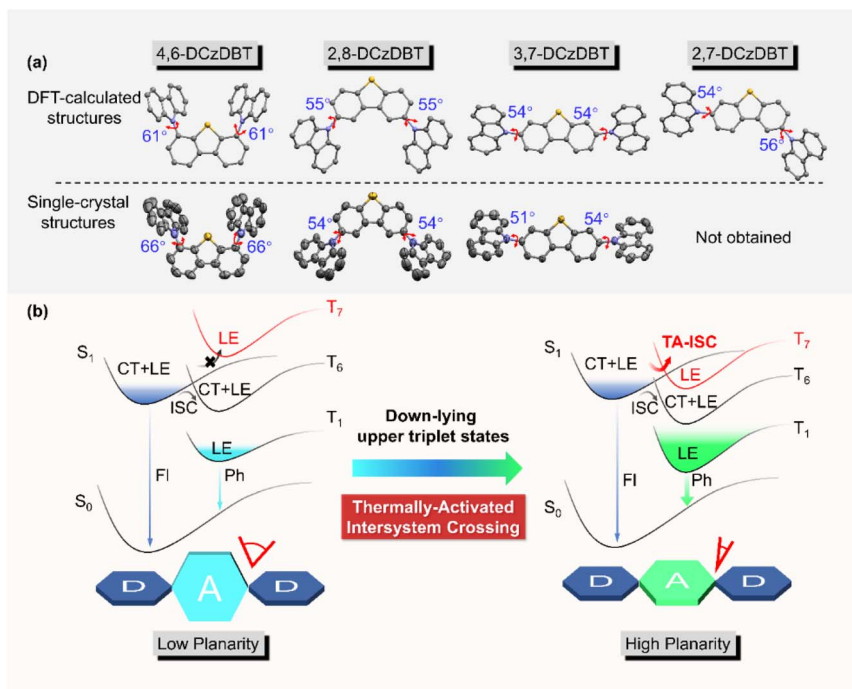 4,6-DCzDBT 2,8-DCzDBT 3,7-DCzDBT 2,7-DCzDBT
(a)
DFT-calculated
structures
61° 61°
55° 55°
54° 54°
54° 56°
Single-crystal
structures
66° 66°
54° 54°
51° 54°
Not obtained
(b)
S₁ CT+LE
LE T₇
CT+LE T₆
ISC
LE T₁
Fl Ph
S₀
D A D
Low Planarity
Down-lying
upper triplet states
Thermally-Activated
Intersystem Crossing
S₁ CT+LE
TA-ISC
LE T₇
CT+LE T₆
ISC
LE T₁
Fl Ph
S₀
D A D
High Planarity